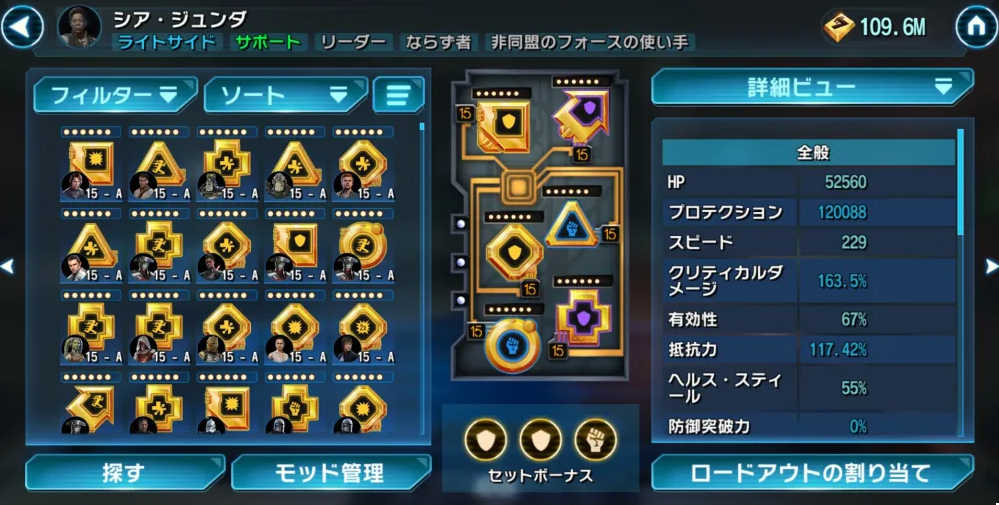 シア・ジュンダ
ライトサイド サポート リーダー ならず者 非同盟のフォースの使い手
109.6M
フィルター ソート
詳細ビュー
15 - A 15 - A 15 - A 15 - A 15 - A
15 - A 15 - A 15 - A 15 - A 15 - A
15 - A 15 - A 15 - A 15 - A 15 - A
15
15
15
15
15
15
全般
HP 52560
プロテクション 120088
スピード 229
クリティカルダ
メージ 163.5%
有効性 67%
抵抗力 117.42%
ヘルス・スティ
ール 55%
防御突破力 0%
セットボーナス
探す モッド管理
ロードアウトの割り当て